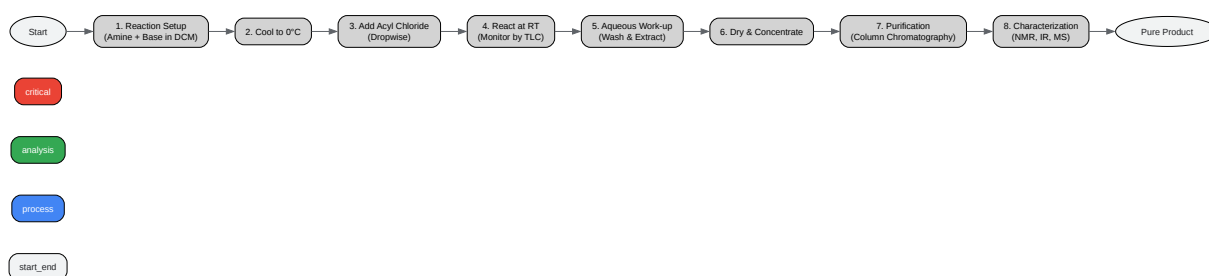 Start
1. Reaction Setup
(Amine + Base in DCM)
2. Cool to 0°C
3. Add Acyl Chloride
(Dropwise)
4. React at RT
(Monitor by TLC)
5. Aqueous Work-up
(Wash & Extract)
6. Dry & Concentrate
7. Purification
(Column Chromatography)
8. Characterization
(NMR, IR, MS)
Pure Product
critical
analysis
process
start_end